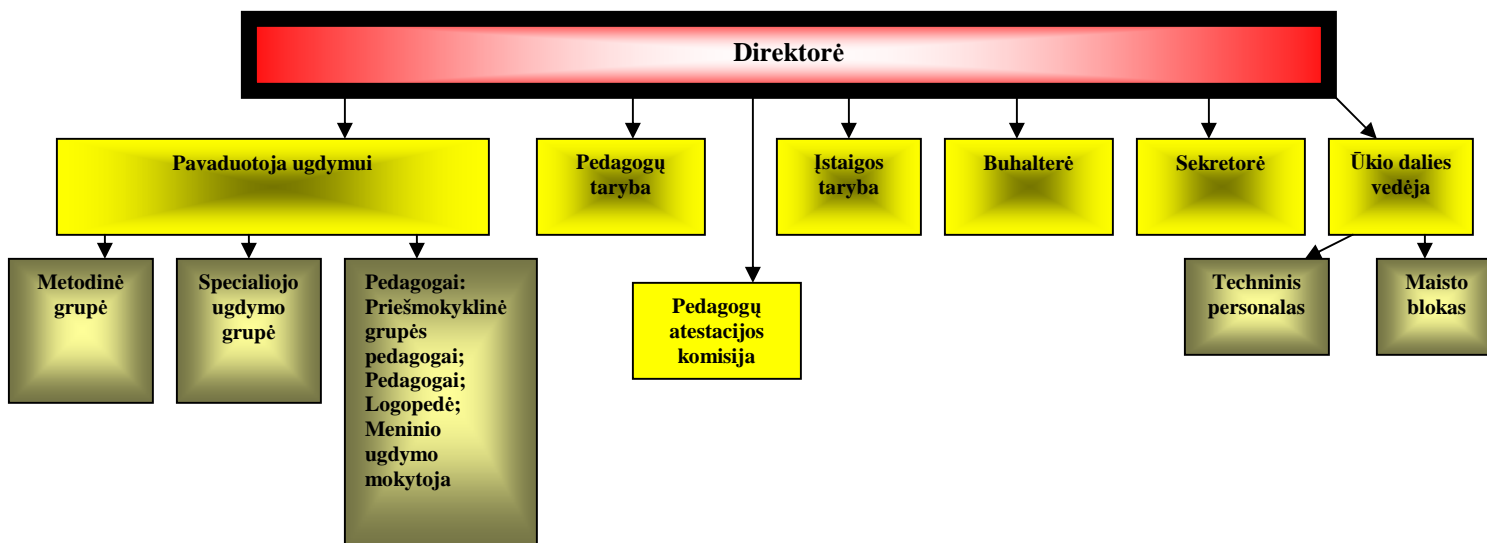 Direktorė
Pavaduotoja ugdymui
Pedagogų
taryba
Įstaigos
taryba
Buhalterė
Sekretorė
Ūkio dalies
vedėja
Metodinė
grupė
Specialiojo
ugdymo
grupė
Pedagogai:
Priešmokyklinė
grupės
pedagogai;
Pedagogai;
Logopedė;
Meninio
ugdymo
mokytoja
Pedagogų
atestacijos
komisija
Techninis
personalas
Maisto
blokas